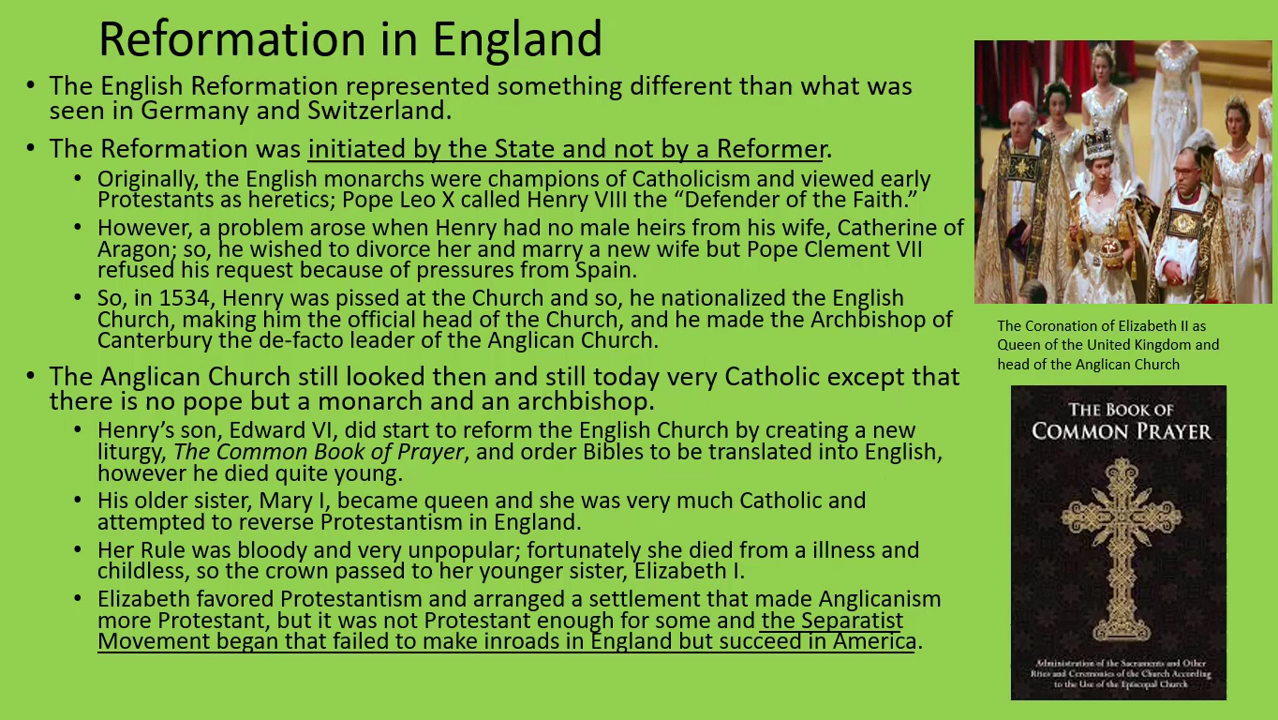 Reformation in England
• The English Reformation represented something different than what was
seen in Germany and Switzerland.
• The Reformation was initiated by the State and not by a Reformer.
• Originally, the English monarchs were champions of Catholicism and viewed early
Protestants as heretics; Pope Leo X called Henry VIII the “Defender of the Faith.”
• However, a problem arose when Henry had no male heirs from his wife, Catherine of
Aragon; so, he wished to divorce her and marry a new wife but Pope Clement VII
refused his request because of pressures from Spain.
• So, in 1534, Henry was pissed at the Church and so, he nationalized the English
Church, making him the official head of the Church, and he made the Archbishop of
Canterbury the de-facto leader of the Anglican Church.
• The Anglican Church still looked then and still today very Catholic except that
there is no pope but a monarch and an archbishop.
• Henry’s son, Edward VI, did start to reform the English Church by creating a new
liturgy, The Common Book of Prayer, and order Bibles to be translated into English,
however he died quite young.
• His older sister, Mary I, became queen and she was very much Catholic and
attempted to reverse Protestantism in England.
• Her Rule was bloody and very unpopular; fortunately she died from a illness and
childless, so the crown passed to her younger sister, Elizabeth I.
• Elizabeth favored Protestantism and arranged a settlement that made Anglicanism
more Protestant, but it was not Protestant enough for some and the Separatist
Movement began that failed to make inroads in England but succeed in America.
The Coronation of Elizabeth II as
Queen of the United Kingdom and
head of the Anglican Church
THE BOOK OF
COMMON PRAYER
Administration of the Sacraments and Other
Rites and Ceremonies of the Church According
to the Use of the Episcopal Church